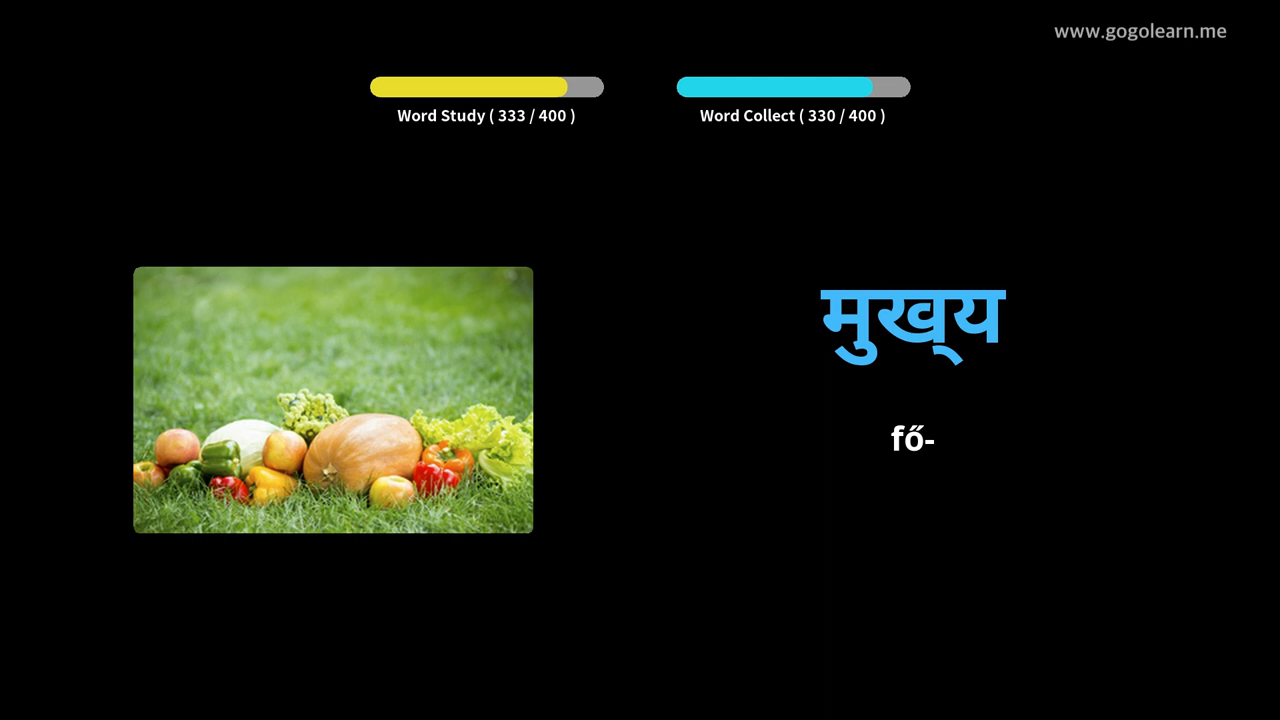 www.gogolearn.me
Word Study ( 333 / 400 )
Word Collect ( 330 / 400 )
मुख्‌य
fő-